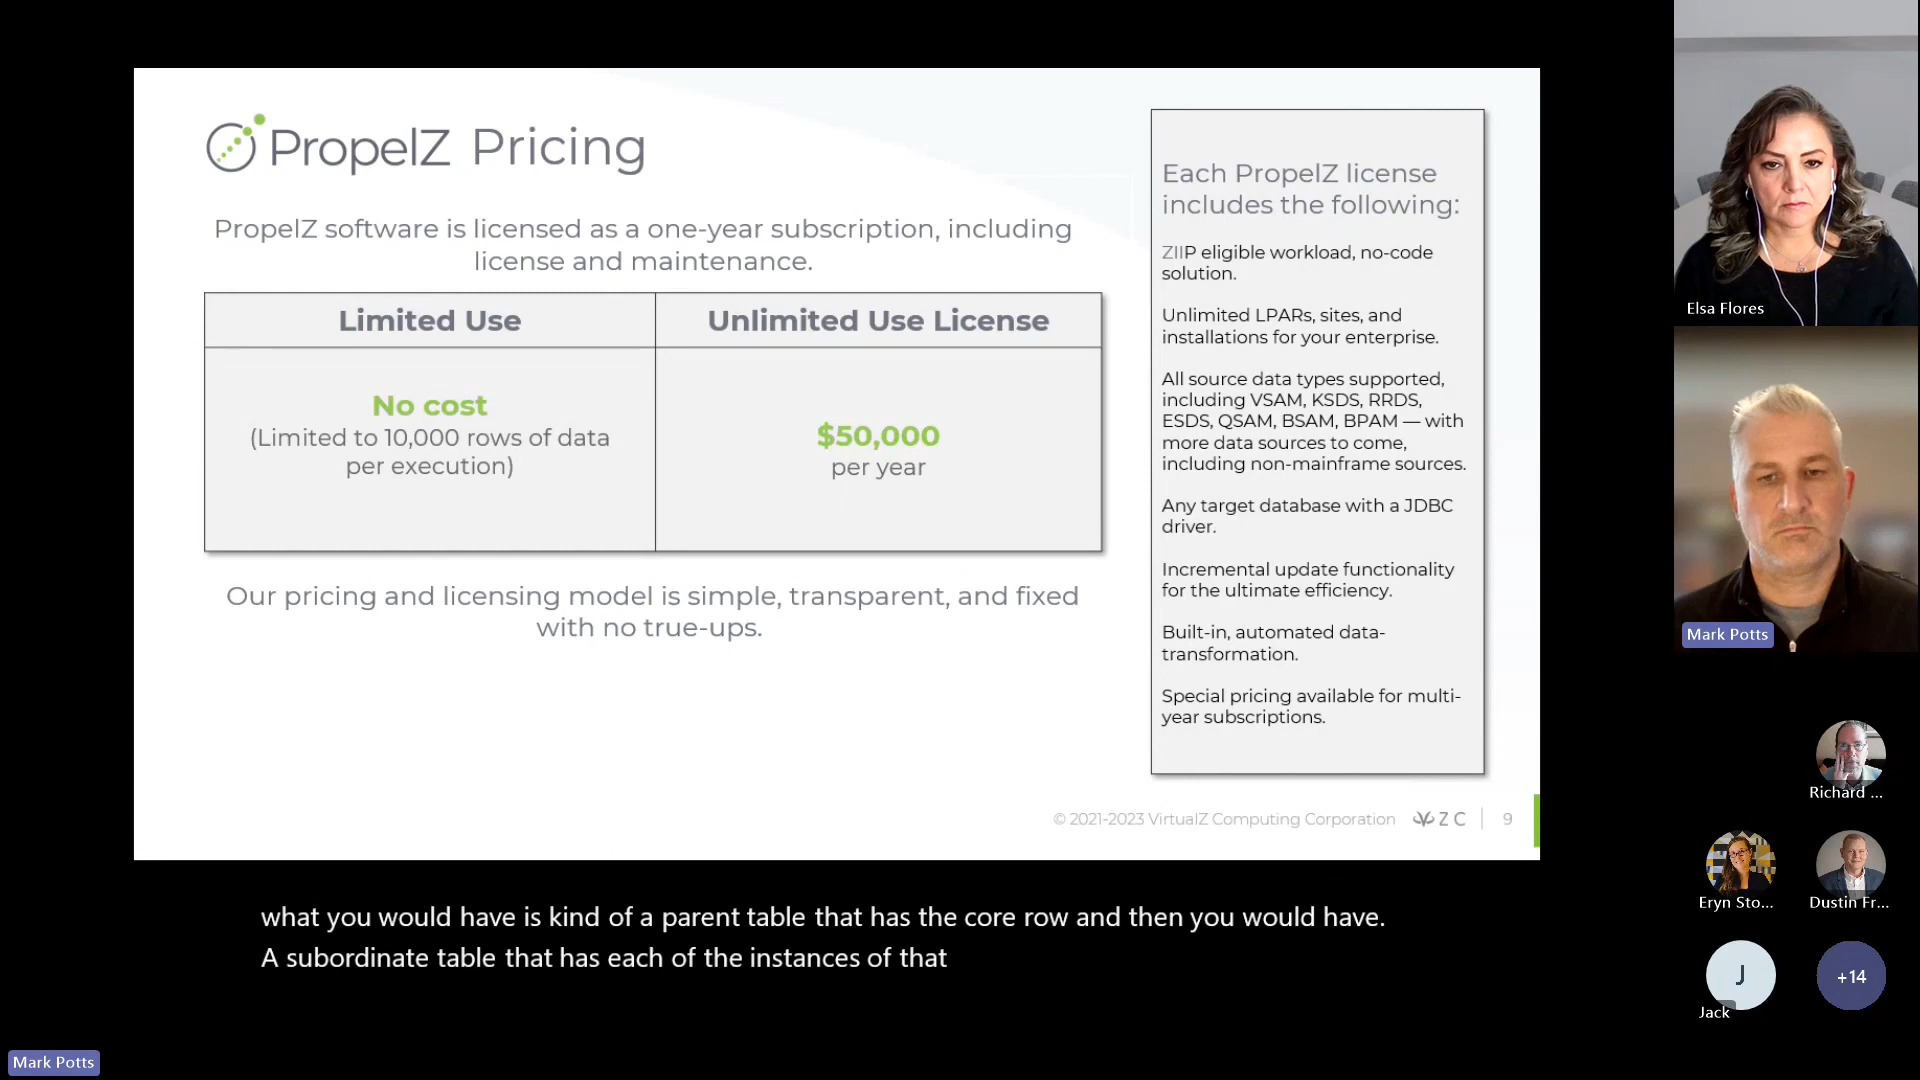 PropelZ Pricing
PropelZ software is licensed as a one-year subscription, including
license and maintenance.
Limited Use
Unlimited Use License
No cost
(Limited to 10,000 rows of data
per execution)
$50,000
per year
Our pricing and licensing model is simple, transparent, and fixed
with no true-ups.
Each PropelZ license
includes the following:
ZIIP eligible workload, no-code
solution.
Unlimited LPARs, sites, and
installations for your enterprise.
All source data types supported,
including VSAM, KSDS, RRDS,
ESDS, QSAM, BSAM, BPAM — with
more data sources to come,
including non-mainframe sources.
Any target database with a JDBC
driver.
Incremental update functionality
for the ultimate efficiency.
Built-in, automated data-
transformation.
Special pricing available for multi-
year subscriptions.
© 2021-2023 VirtualZ Computing Corporation
VZC
9
Elsa Flores
Mark Potts
Richard ...
Eryn Sto...
Dustin Fr...
J
Jack
+14
what you would have is kind of a parent table that has the core row and then you would have.
A subordinate table that has each of the instances of that
Mark Potts